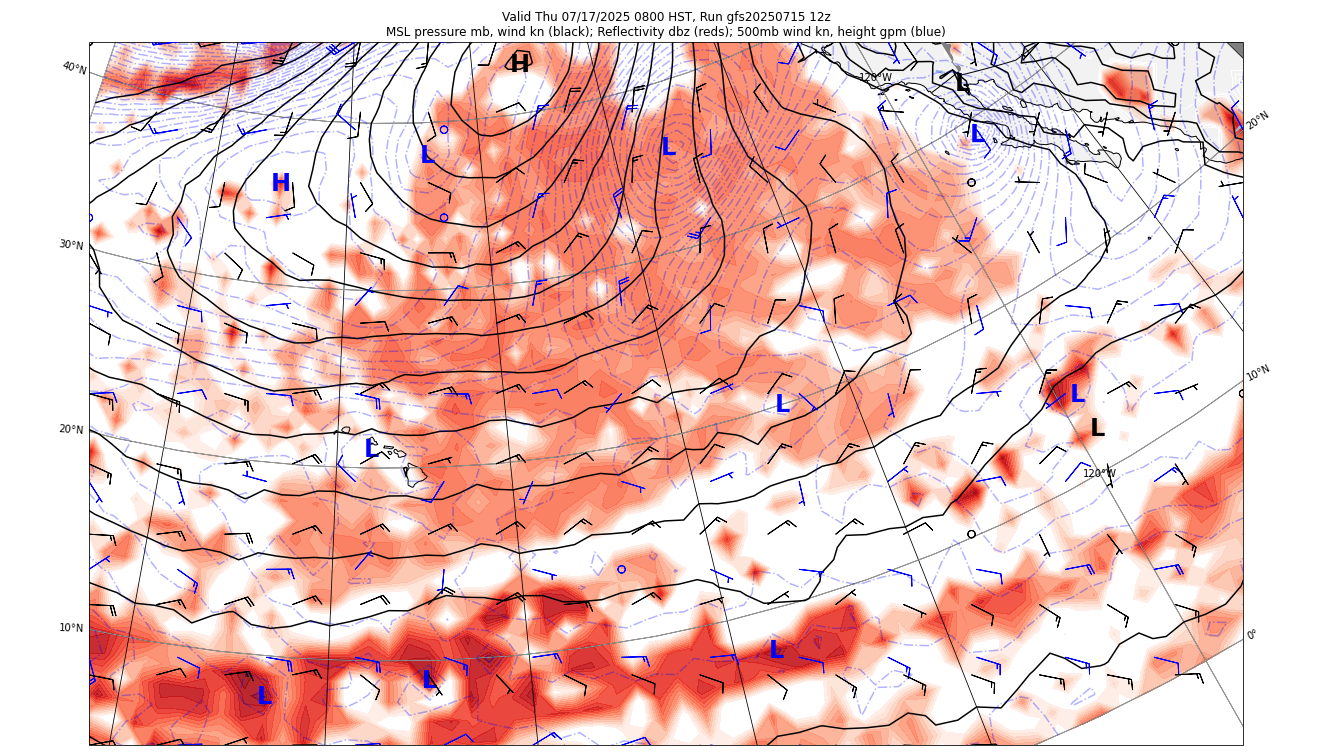 Valid Thu 07/17/2025 0800 HST, Run gfs20250715 12z
MSL pressure mb, wind kn (black); Reflectivity dbz (reds); 500mb wind kn, height gpm (blue)
40°N H 120°W L
20°N
L L L
H
30°N
10°N
L L
L
20°N L
120°W
10°N
0°
L
L
L